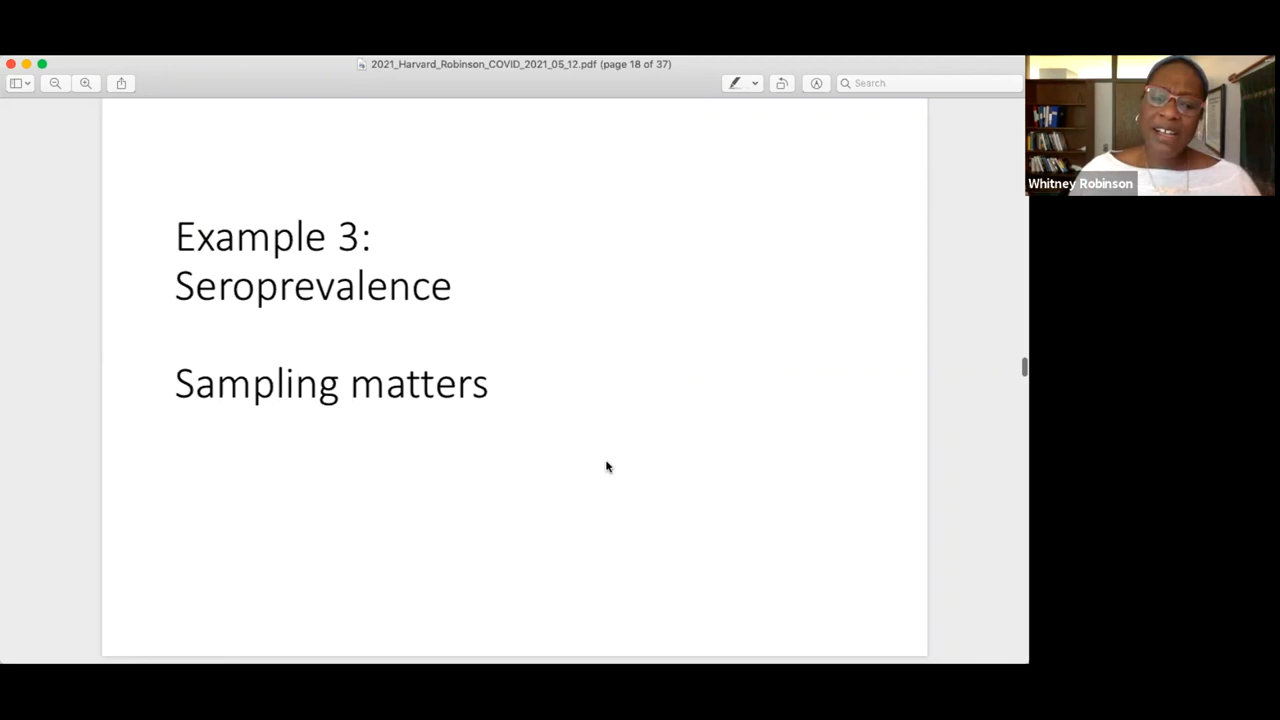 2021_Harvard_Robinson_COVID_2021_05_12.pdf (page 18 of 37)
Search
Whitney Robinson
Example 3:
Seroprevalence
Sampling matters